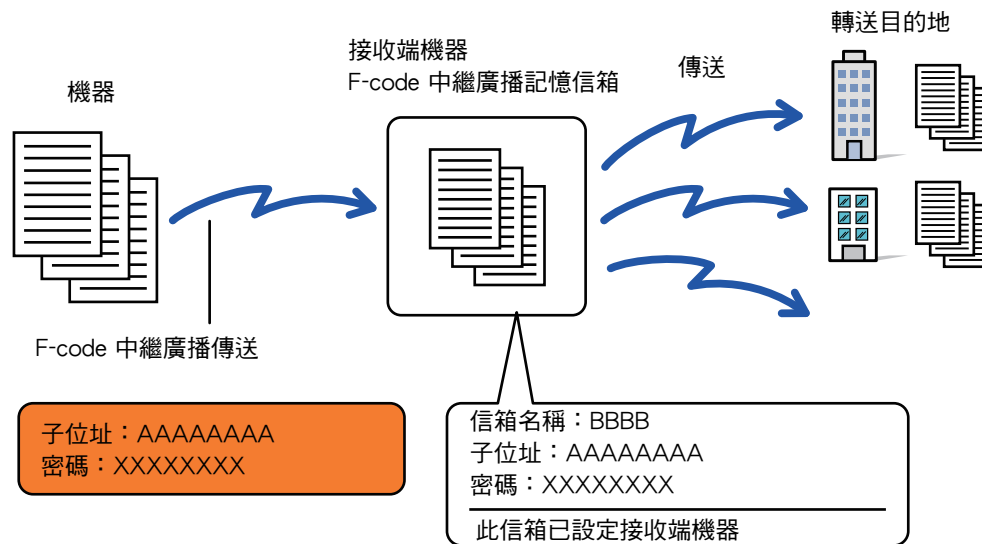 機器
接收端機器
F-code 中繼廣播記憶信箱
傳送
轉送目的地
F-code 中繼廣播傳送
子位址：AAAAAAAA
密碼：XXXXXXXX
信箱名稱：BBBB
子位址：AAAAAAAA
密碼：XXXXXXXX
此信箱已設定接收端機器